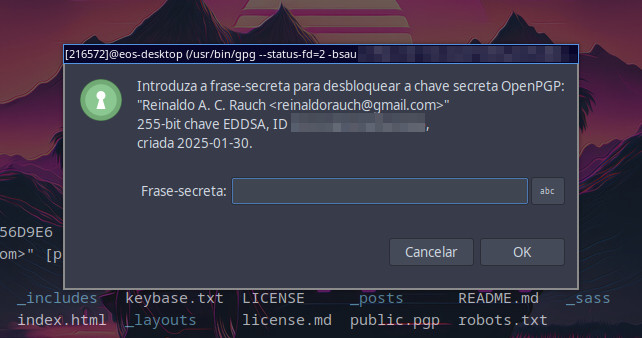 [216572]@eos-desktop (/usr/bin/gpg --status-fd=2 -bsau
Introduza a frase-secreta para desbloquear a chave secreta OpenPGP:
"Reinaldo A. C. Rauch <reinaldorauch@gmail.com>"
255-bit chave EDDSA, ID ,
criada 2025-01-30.
Frase-secreta:
abc
56D9E6
om>" [p
Cancelar OK
_includes keybase.txt LICENSE _posts README.md _sass
index.html _layouts license.md public.pgp robots.txt